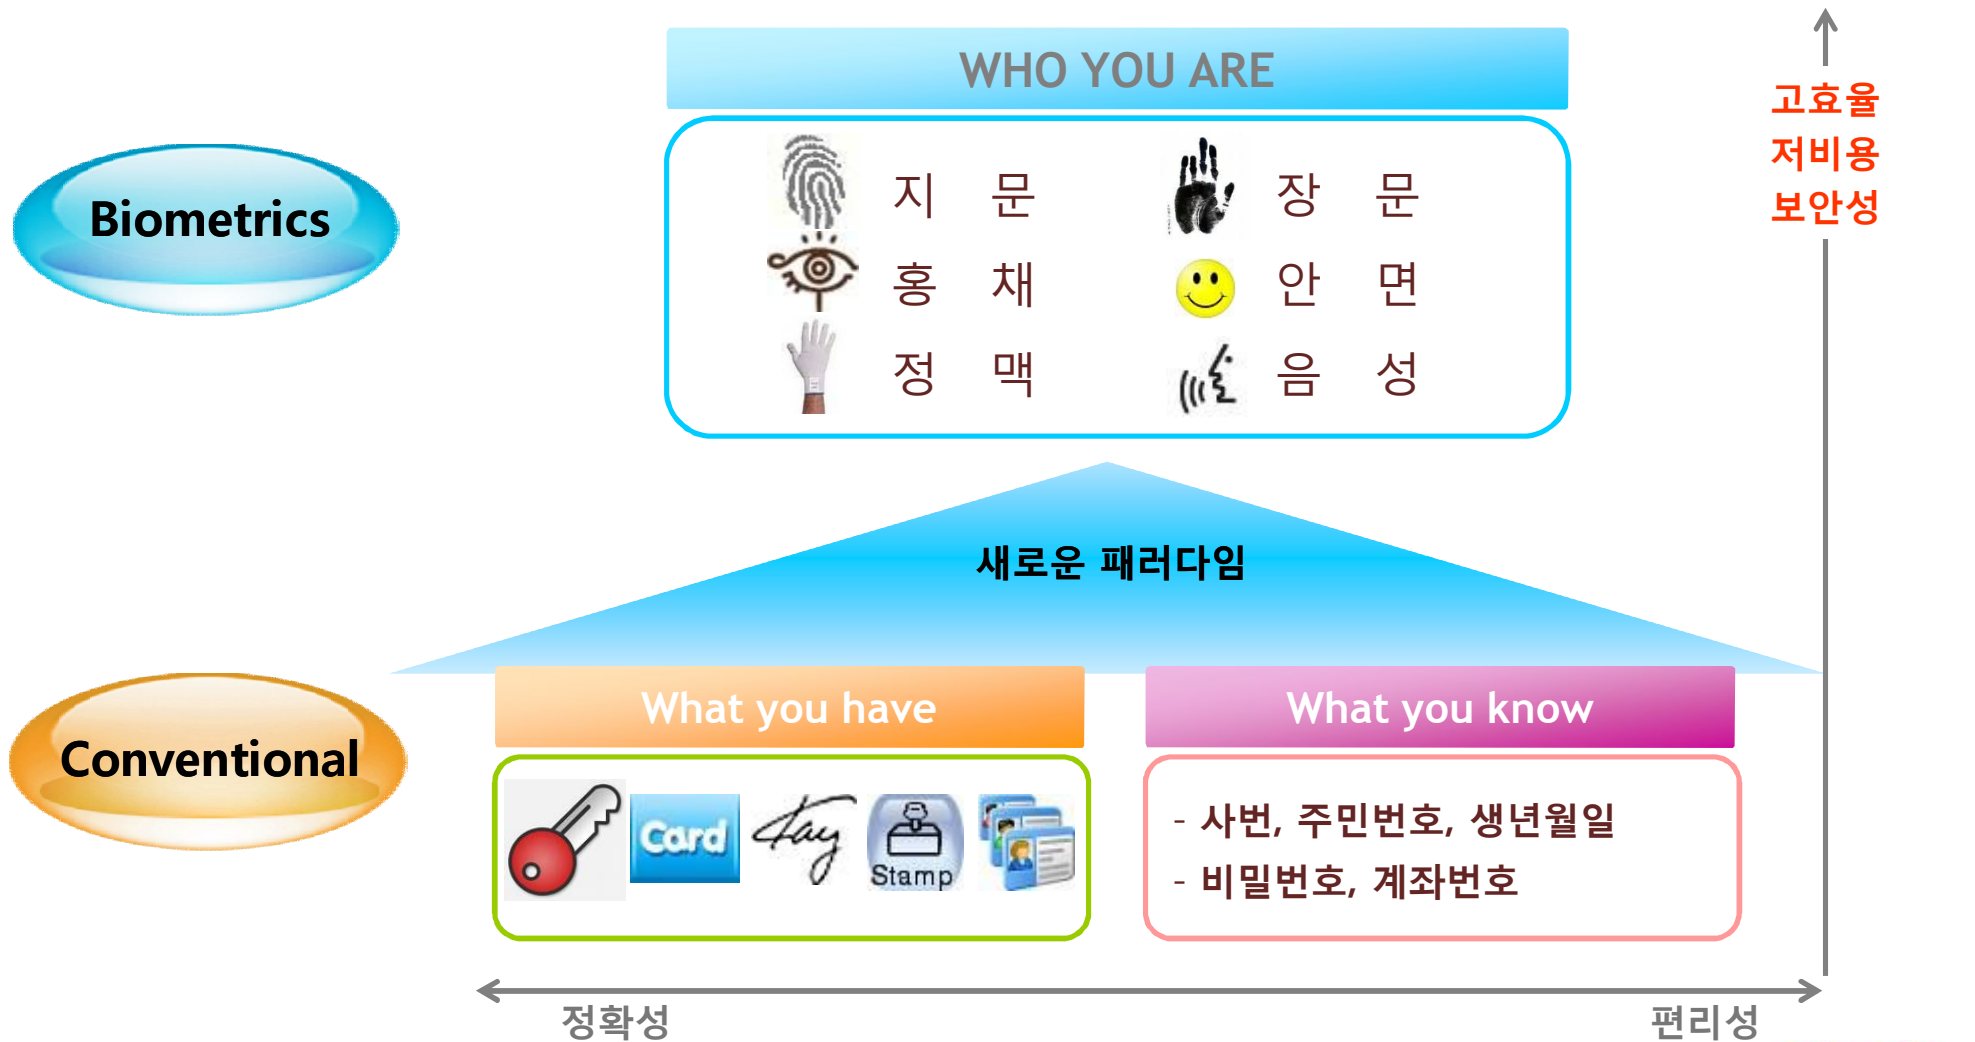 WHO YOU ARE
고효율
저비용
보안성
Biometrics
지 문
장 문
홍 채
안 면
정 맥
음 성
새로운 패러다임
Conventional
What you have
What you know
Card
Stamp
- 사번, 주민번호, 생년월일
- 비밀번호, 계좌번호
정확성
편리성